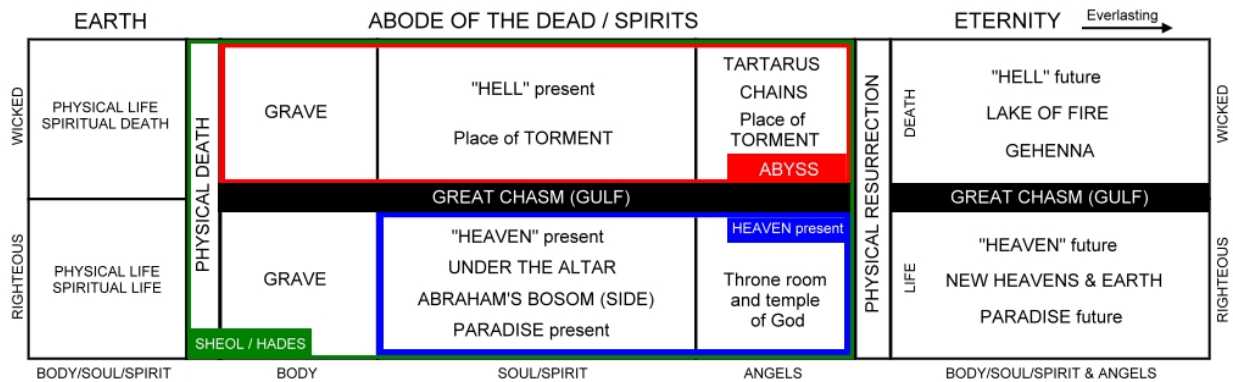 EARTH
ABODE OF THE DEAD / SPIRITS
ETERNITY
Everlasting
WICKED
PHYSICAL LIFE
SPIRITUAL DEATH
PHYSICAL DEATH
GRAVE
"HELL" present
Place of TORMENT
TARTARUS
CHAINS
Place of
TORMENT
ABYSS
PHYSICAL RESURRECTION
DEATH
"HELL" future
LAKE OF FIRE
GEHENNA
WICKED
GREAT CHASM (GULF)
GREAT CHASM (GULF)
RIGHTEOUS
PHYSICAL LIFE
SPIRITUAL LIFE
GRAVE
"HEAVEN" present
UNDER THE ALTAR
ABRAHAM'S BOSOM (SIDE)
PARADISE present
HEAVEN present
Throne room
and temple
of God
LIFE
"HEAVEN" future
NEW HEAVENS & EARTH
PARADISE future
RIGHTEOUS
SHEOL / HADES
BODY/SOUL/SPIRIT
BODY
SOUL/SPIRIT
ANGELS
BODY/SOUL/SPIRIT & ANGELS